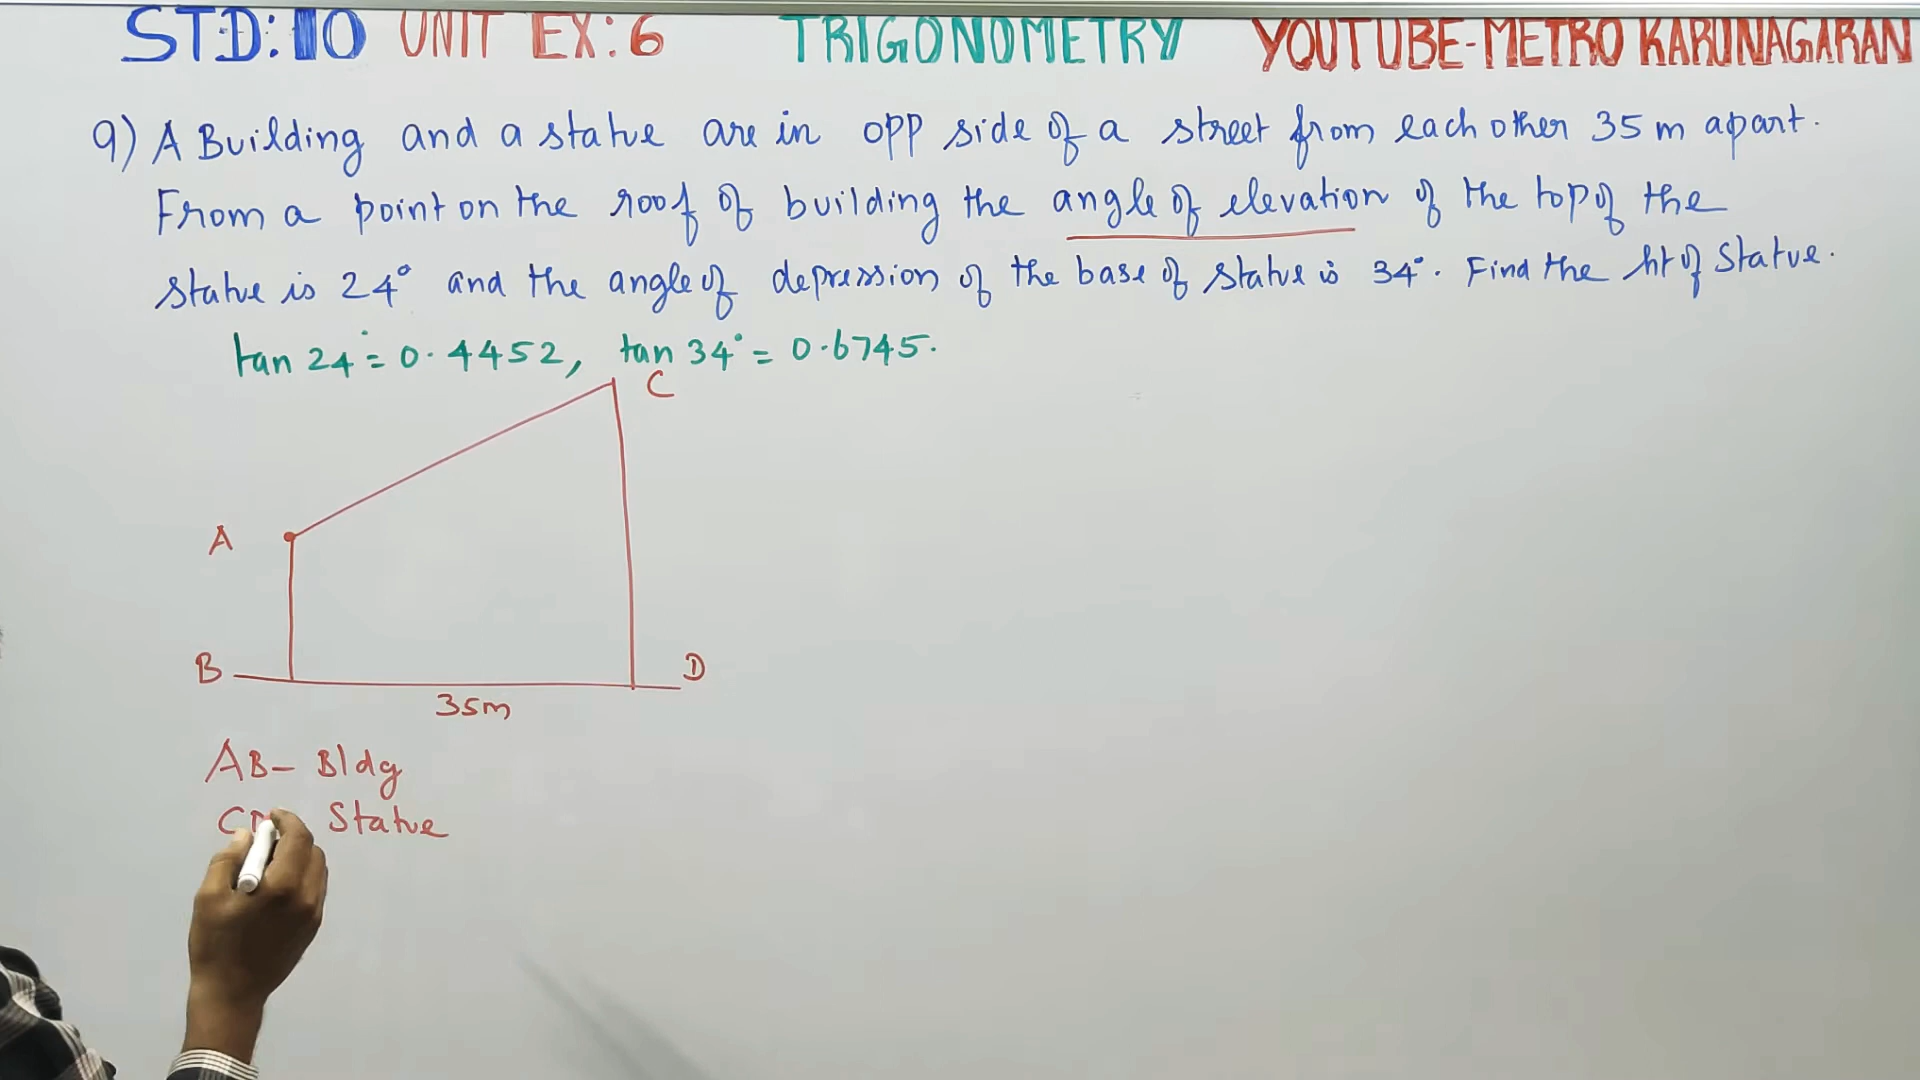 STD: 10 UNIT EX: 6 TRIGONOMETRY YOUTUBE-METRO KARUNAGARAN
9) A Building and a statue are in opp side of a street from each other 35 m apart.
From a point on the roof of building the angle of elevation of the top of the
statue is 24° and the angle of depression of the base of statue is 34°. Find the ht of Statue.
tan 24° = 0.4452, tan 34° = 0.6745.
C
A
B D
35m
AB- Bldg
CD Statue